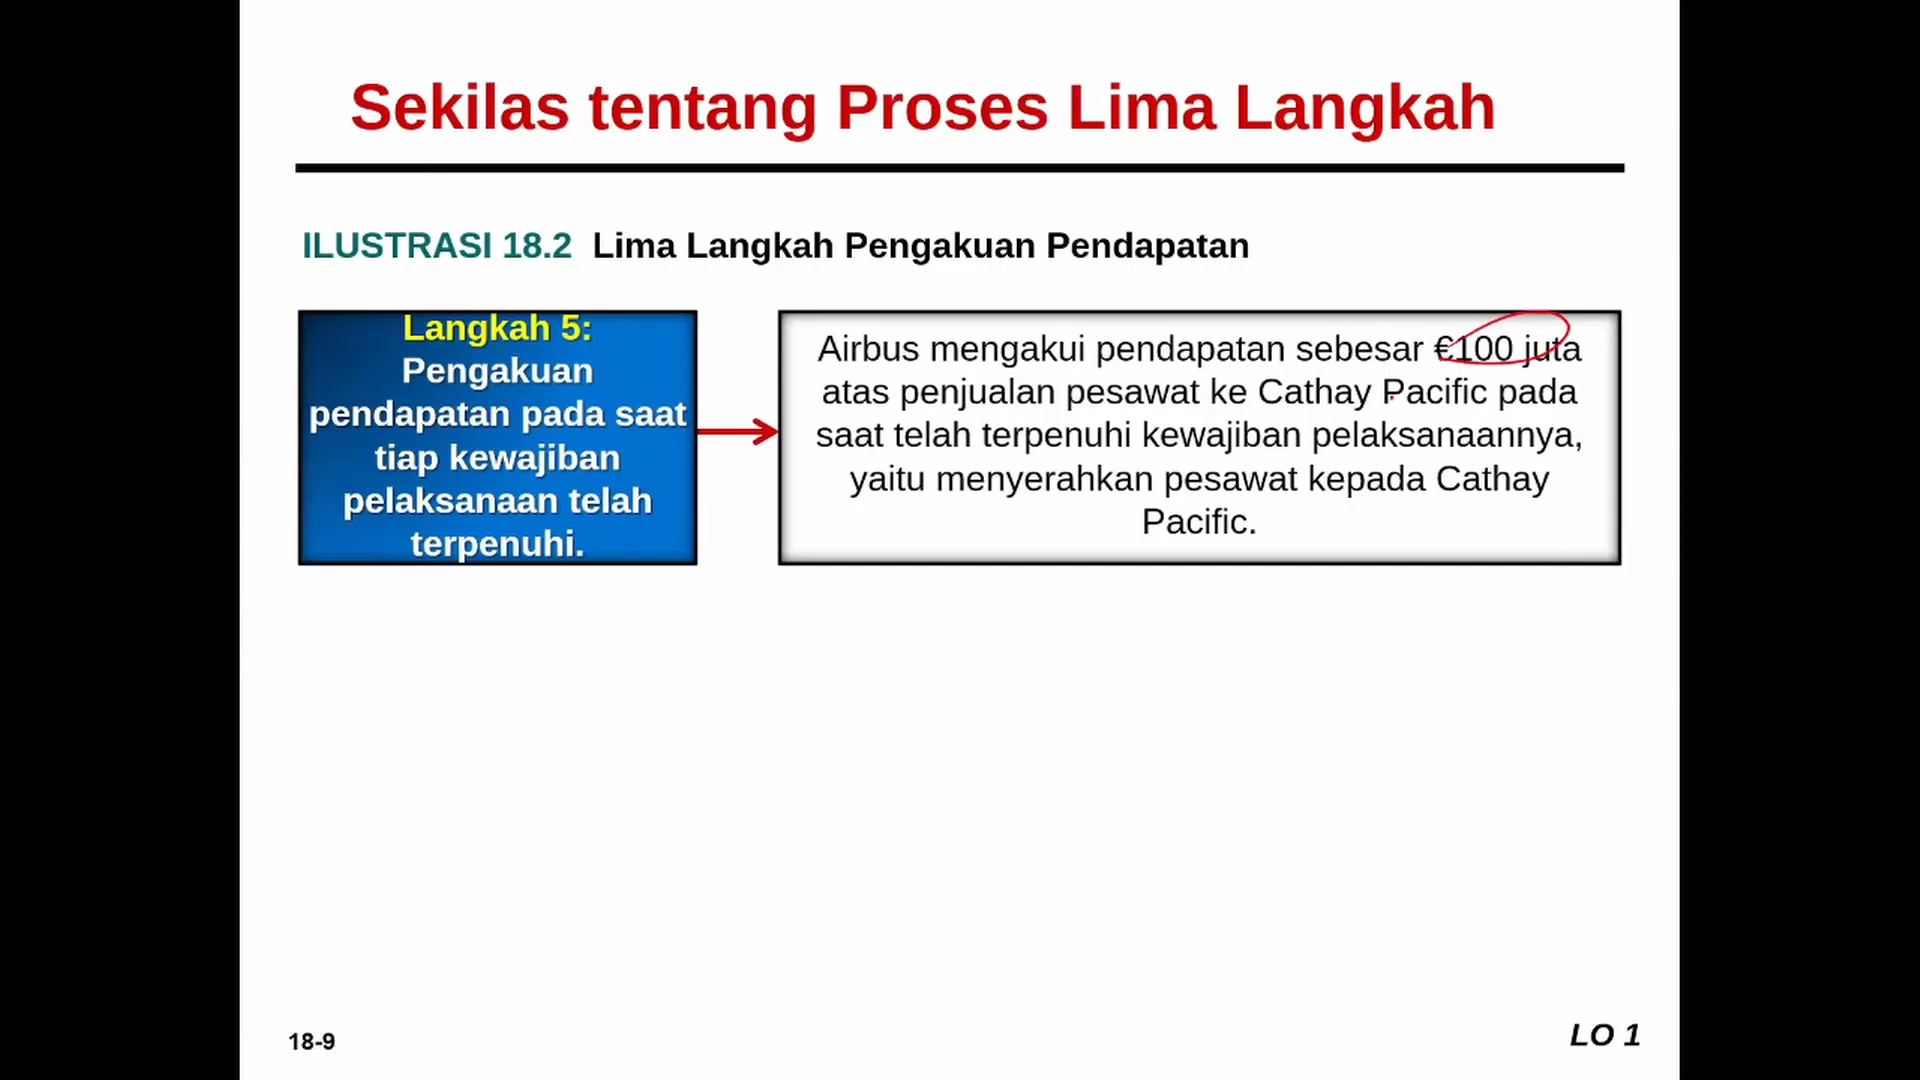 Sekilas tentang Proses Lima Langkah
ILUSTRASI 18.2 Lima Langkah Pengakuan Pendapatan
Langkah 5:
Pengakuan
pendapatan pada saat
tiap kewajiban
pelaksanaan telah
terpenuhi.
Airbus mengakui pendapatan sebesar €100 juta
atas penjualan pesawat ke Cathay Pacific pada
saat telah terpenuhi kewajiban pelaksanaannya,
yaitu menyerahkan pesawat kepada Cathay
Pacific.
18-9
LO 1